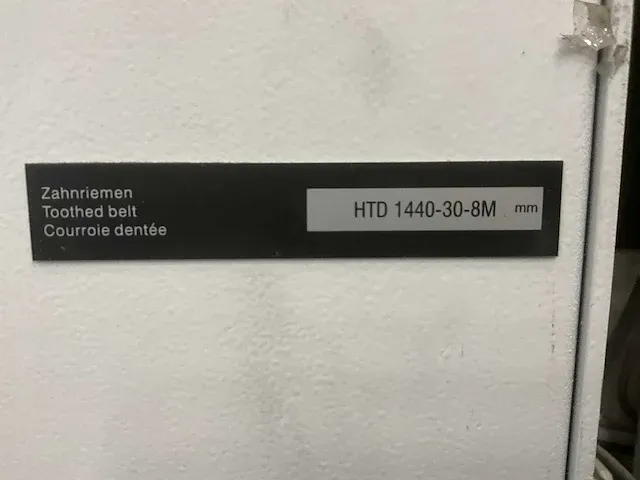 Zahnriemen
Toothed belt
Courroie dentée
HTD 1440-30-8M mm